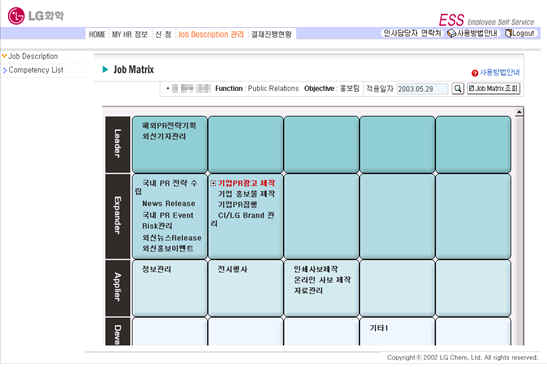 LG화학
ESS Employee Self Service
HOME MY HR 정보 신 청 Job Description 관리 결재진행현황
인사담당자 연락처 사용방법안내 Logout
Job Description
Competency List
Job Matrix
사용방법안내
Function : Public Relations Objective : 홍보팀 적용일자 2003.05.29 Job Matrix 조회
Leader
해외PR전략기획
외신기자관리
Expander
국내 PR 전략 수
립
News Release
국내 PR Event
Risk관리
외신뉴스Release
외신홍보이벤트
기업PR광고 제작
기업 홍보물 제작
기업PR집행
CI/LG Brand 관
리
Applier
정보관리
전시행사
인쇄사보제작
온라인 사보 제작
자료관리
Deve
기타1
Copyright ⓒ 2002 LG Chem, Ltd. All rights reserved.